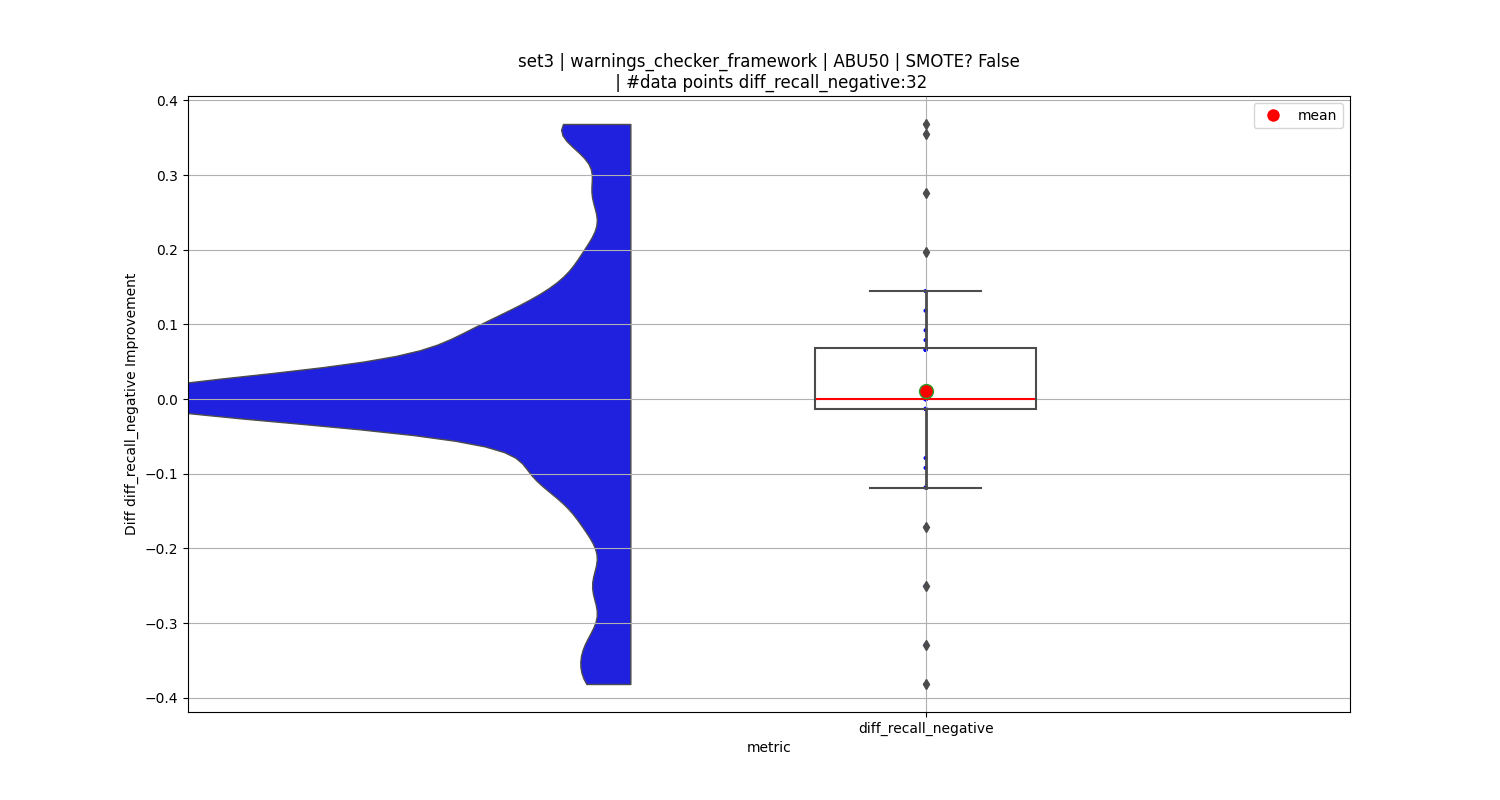 set3 | warnings_checker_framework | ABU50 | SMOTE? False
| #data points diff_recall_negative:32
mean
Diff diff_recall_negative Improvement
0.4
0.3
0.2
0.1
0.0
−0.1
−0.2
−0.3
−0.4
diff_recall_negative
metric